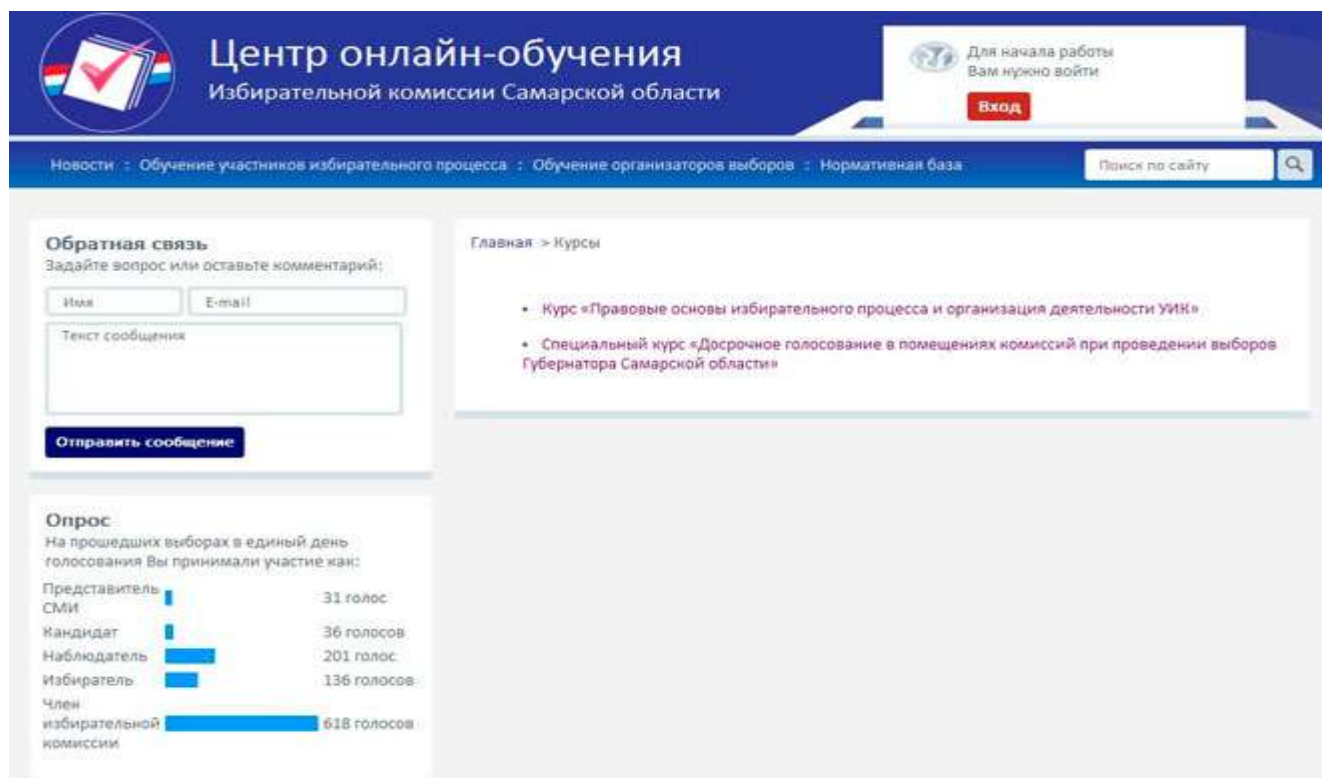 Центр онлайн-обучения
Избирательной комиссии Самарской области
Для начала работы
Вам нужно войти
Вход
Новости : Обучение участников избирательного процесса : Обучение организаторов выборов : Нормативная база
Поиск по сайту
Обратная связь
Задайте вопрос или оставьте комментарий:
Имя
E-mail
Текст сообщения
Отправить сообщение
Главная > Курсы
• Курс «Правовые основы избирательного процесса и организация деятельности УИК»
• Специальный курс «Досрочное голосование в помещениях комиссий при проведении выборов
Губернатора Самарской области»
Опрос
На прошедших выборах в единый день
голосования Вы принимали участие как:
Представитель
СМИ
31 голос
Кандидат 36 голосов
Наблюдатель 201 голос
Избиратель 136 голосов
Член
избирательной 618 голосов
комиссии